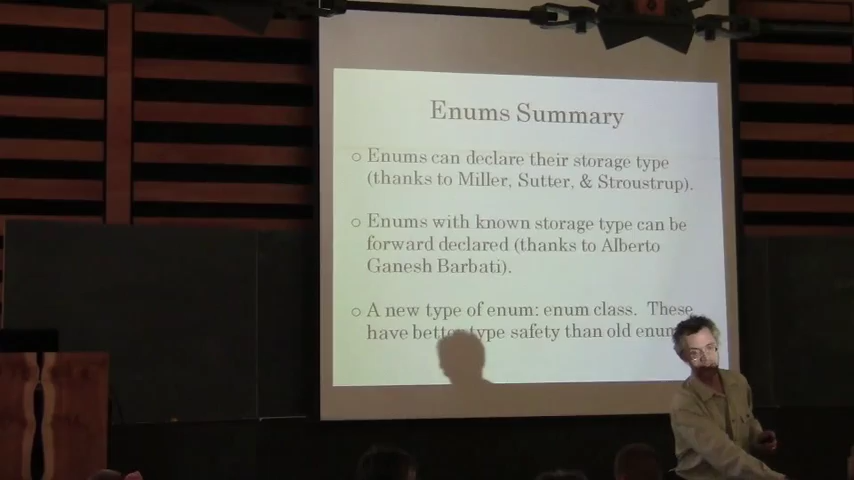 Enums Summary
Enums can declare their storage type
(thanks to Miller, Sutter, & Stroustrup).
Enums with known storage type can be
forward declared (thanks to Alberto
Ganesh Barbati).
A new type of enum: enum class. These
have better type safety than old